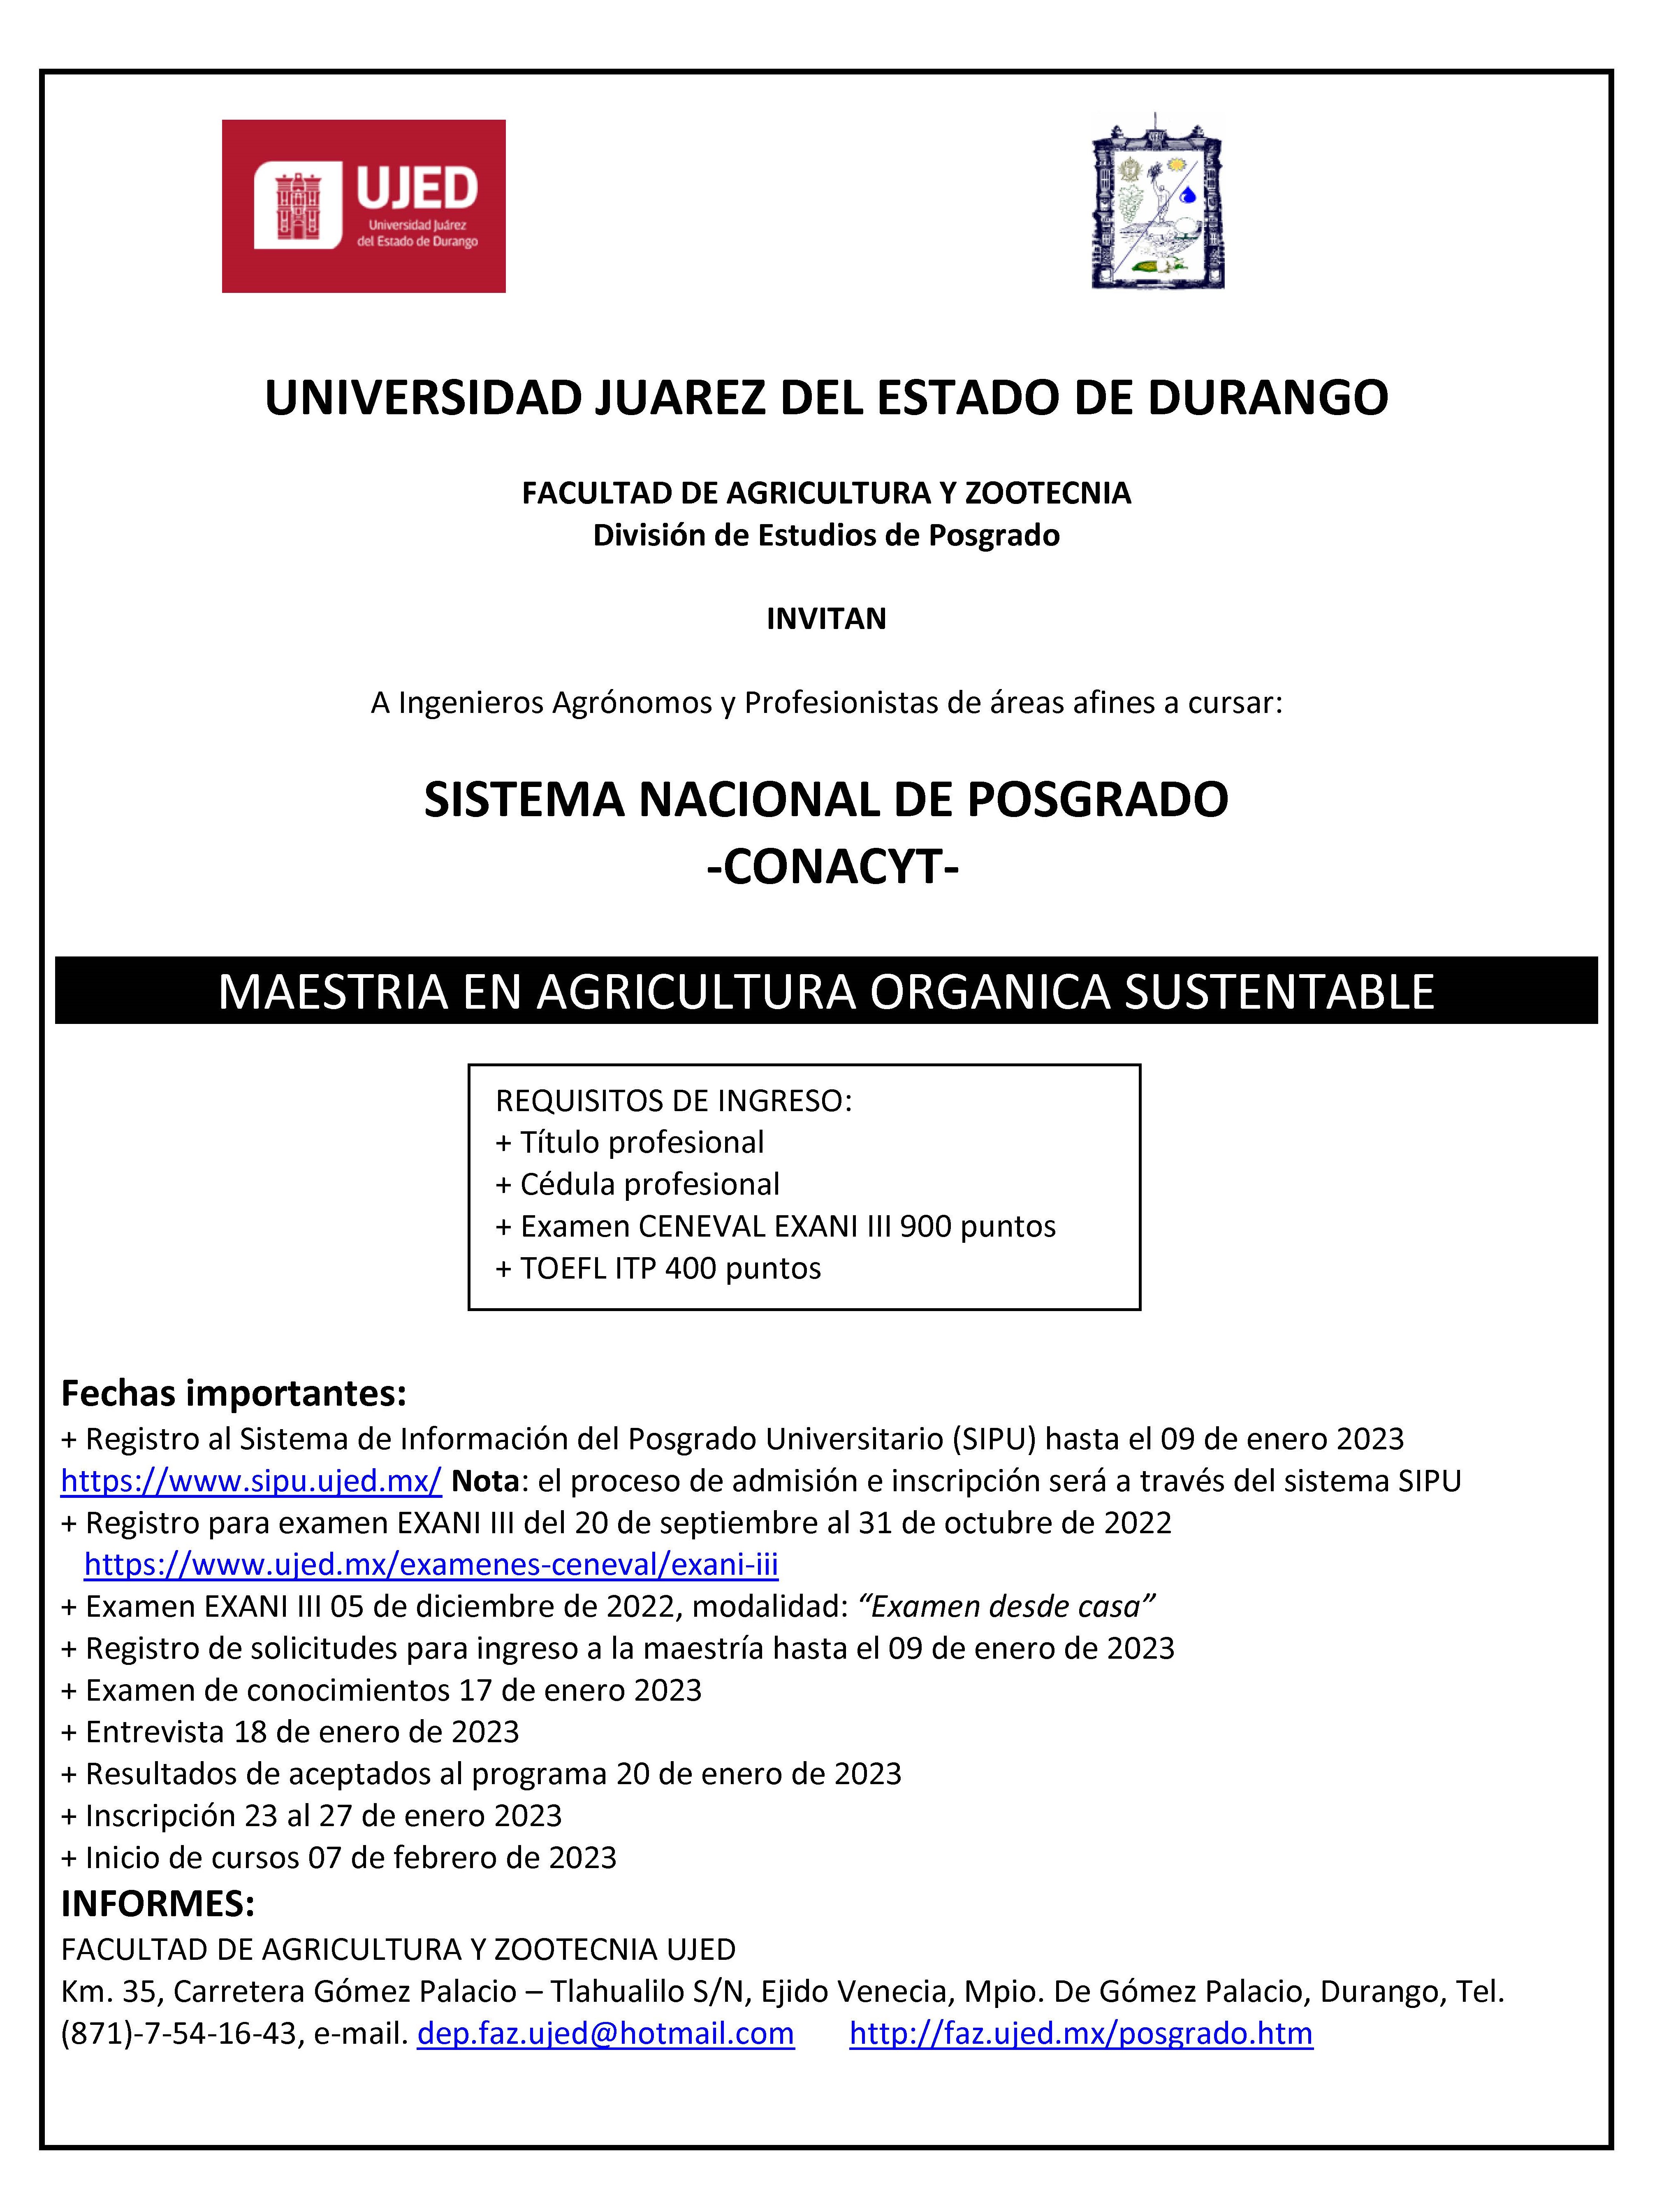 UJED
Universidad Juárez
del Estado de Durango
UNIVERSIDAD JUAREZ DEL ESTADO DE DURANGO
FACULTAD DE AGRICULTURA Y ZOOTECNIA
División de Estudios de Posgrado
INVITAN
A Ingenieros Agrónomos y Profesionistas de áreas afines a cursar:
SISTEMA NACIONAL DE POSGRADO
-CONACYT-
MAESTRIA EN AGRICULTURA ORGANICA SUSTENTABLE
REQUISITOS DE INGRESO:
+ Título profesional
+ Cédula profesional
+ Examen CENEVAL EXANI III 900 puntos
+ TOEFL ITP 400 puntos
Fechas importantes:
+ Registro al Sistema de Información del Posgrado Universitario (SIPU) hasta el 09 de enero 2023
https://www.sipu.ujed.mx/ Nota: el proceso de admisión e inscripción será a través del sistema SIPU
+ Registro para examen EXANI III del 20 de septiembre al 31 de octubre de 2022
https://www.ujed.mx/examenes-ceneval/exani-iii
+ Examen EXANI III 05 de diciembre de 2022, modalidad: “Examen desde casa”
+ Registro de solicitudes para ingreso a la maestría hasta el 09 de enero de 2023
+ Examen de conocimientos 17 de enero 2023
+ Entrevista 18 de enero de 2023
+ Resultados de aceptados al programa 20 de enero de 2023
+ Inscripción 23 al 27 de enero 2023
+ Inicio de cursos 07 de febrero de 2023
INFORMES:
FACULTAD DE AGRICULTURA Y ZOOTECNIA UJED
Km. 35, Carretera Gómez Palacio – Tlahualilo S/N, Ejido Venecia, Mpio. De Gómez Palacio, Durango, Tel.
(871)-7-54-16-43, e-mail. dep.faz.ujed@hotmail.com http://faz.ujed.mx/posgrado.htm